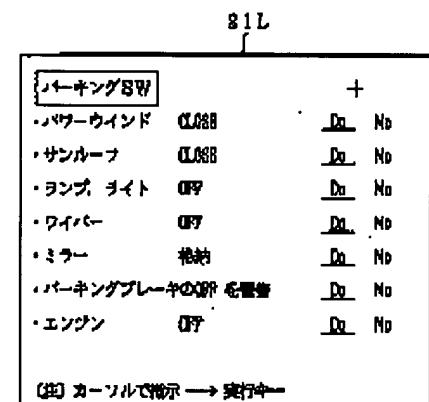 81L
パーキングSW +
・パワーウインド CLOSE Do No
・サンルーフ CLOSE Do No
・ランプ, ライト OFF Do No
・ワイパー OFF Do No
・ミラー 格納 Do No
・パーキングブレーキのOFFを警告 Do No
・エンジン OFF Do No
〔注〕カーソルで指示 → 実行キー